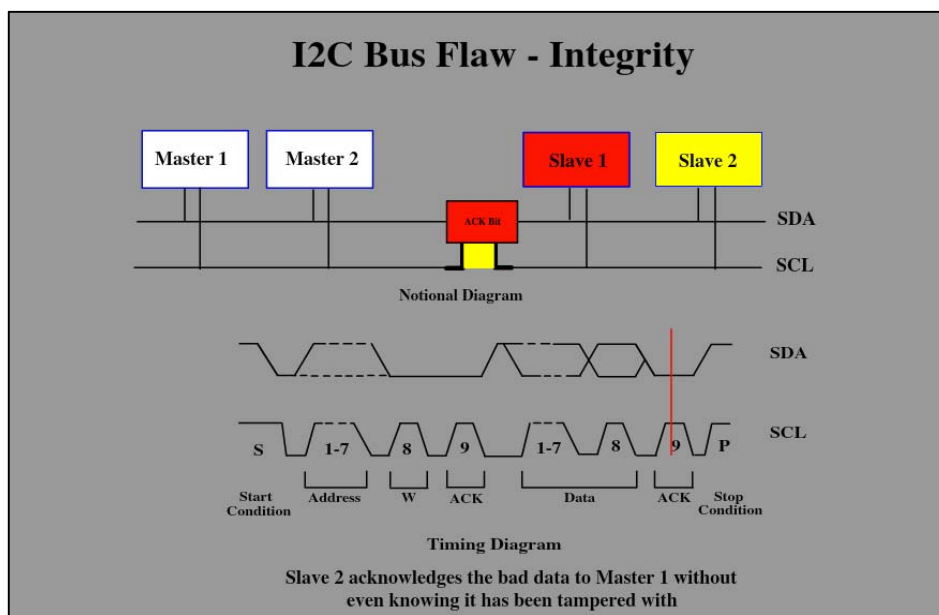 I2C Bus Flaw - Integrity
Master 1 Master 2 Slave 1 Slave 2
ACK Bit
SDA
SCL
Notional Diagram
SDA
SCL
S 1-7 8 9 1-7 8 9 P
Address W ACK Data ACK
Start Condition
Stop Condition
Timing Diagram
Slave 2 acknowledges the bad data to Master 1 without
even knowing it has been tampered with